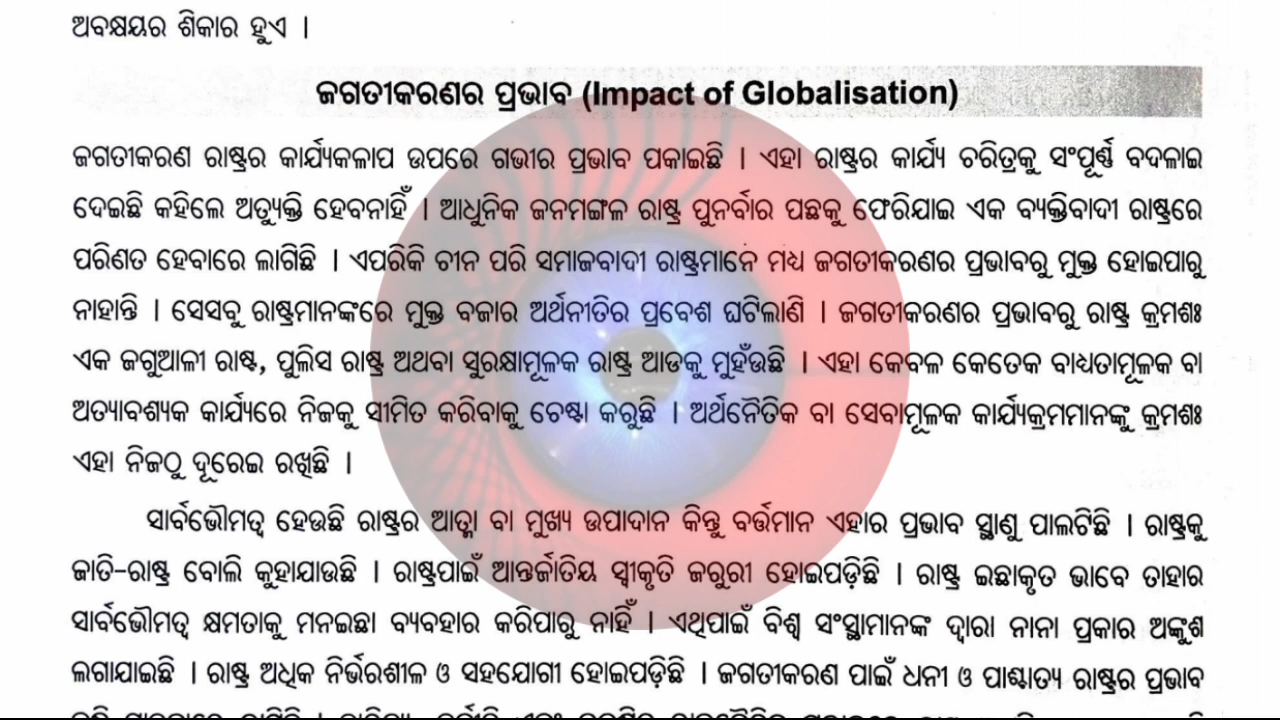 ଅବକ୍ଷୟର ଶିକାର ହୁଏ ।
ଜଗତୀକରଣର ପ୍ରଭାବ (Impact of Globalisation)
ଜଗତୀକରଣ ରାଷ୍ଟ୍ରର କାର୍ଯ୍ୟକଳାପ ଉପରେ ଗଭୀର ପ୍ରଭାବ ପକାଇଛି । ଏହା ରାଷ୍ଟ୍ରର କାର୍ଯ୍ୟ ଚରିତ୍ରକୁ ସଂପୂର୍ଣ୍ଣ ବଦଳାଇ
ଦେଇଛି କହିଲେ ଅତ୍ୟୁକ୍ତି ହେବନାହିଁ । ଆଧୁନିକ ଜନମଙ୍ଗଳ ରାଷ୍ଟ୍ର ପୁନର୍ବାର ପଛକୁ ଫେରିଯାଇ ଏକ ବ୍ୟକ୍ତିବାଦୀ ରାଷ୍ଟ୍ରରେ
ପରିଣତ ହେବାରେ ଲାଗିଛି । ଏପରିକି ଚୀନ ପରି ସମାଜବାଦୀ ରାଷ୍ଟ୍ରମାନେ ମଧ୍ୟ ଜଗତୀକରଣର ପ୍ରଭାବରୁ ମୁକ୍ତ ହୋଇପାରୁ
ନାହାନ୍ତି । ସେସବୁ ରାଷ୍ଟ୍ରମାନଙ୍କରେ ମୁକ୍ତ ବଜାର ଅର୍ଥନୀତିର ପ୍ରବେଶ ଘଟିଲାଣି । ଜଗତୀକରଣର ପ୍ରଭାବରୁ ରାଷ୍ଟ୍ର କ୍ରମଶଃ
ଏକ ଜଗୁଆଳୀ ରାଷ୍ଟ, ପୁଲିସ ରାଷ୍ଟ୍ର ଅଥବା ସୁରକ୍ଷାମୂଳକ ରାଷ୍ଟ୍ର ଆଡକୁ ମୁହଁଉଛି । ଏହା କେବଳ କେତେକ ବାଧ୍ୟତାମୂଳକ ବା
ଅତ୍ୟାବଶ୍ୟକ କାର୍ଯ୍ୟରେ ନିଜକୁ ସୀମିତ କରିବାକୁ ଚେଷ୍ଟା କରୁଛି । ଅର୍ଥନୈତିକ ବା ସେବାମୂଳକ କାର୍ଯ୍ୟକ୍ରମମାନଙ୍କୁ କ୍ରମଶଃ
ଏହା ନିଜଠୁ ଦୂରେଇ ରଖିଛି ।
ସାର୍ବଭୌମତ୍ୱ ହେଉଛି ରାଷ୍ଟ୍ରର ଆତ୍ମା ବା ମୁଖ୍ୟ ଉପାଦାନ କିନ୍ତୁ ବର୍ତ୍ତମାନ ଏହାର ପ୍ରଭାବ ସ୍ଥାଣୁ ପାଲଟିଛି । ରାଷ୍ଟ୍ରକୁ
ଜାତି-ରାଷ୍ଟ୍ର ବୋଲି କୁହାଯାଉଛି । ରାଷ୍ଟ୍ରପାଇଁ ଆନ୍ତର୍ଜାତିୟ ସ୍ୱୀକୃତି ଜରୁରୀ ହୋଇପଡ଼ିଛି । ରାଷ୍ଟ୍ର ଇଛାକୃତ ଭାବେ ତାହାର
ସାର୍ବଭୌମତ୍ୱ କ୍ଷମତାକୁ ମନଇଛା ବ୍ୟବହାର କରିପାରୁ ନାହିଁ । ଏଥିପାଇଁ ବିଶ୍ୱ ସଂସ୍ଥାମାନଙ୍କ ଦ୍ୱାରା ନାନା ପ୍ରକାର ଅଙ୍କୁଶ
ଲଗାଯାଇଛି । ରାଷ୍ଟ୍ର ଅଧିକ ନିର୍ଭରଶୀଳ ଓ ସହଯୋଗୀ ହୋଇପଡ଼ିଛି । ଜଗତୀକରଣ ପାଇଁ ଧନୀ ଓ ପାଶ୍ଚାତ୍ୟ ରାଷ୍ଟ୍ରର ପ୍ରଭାବ